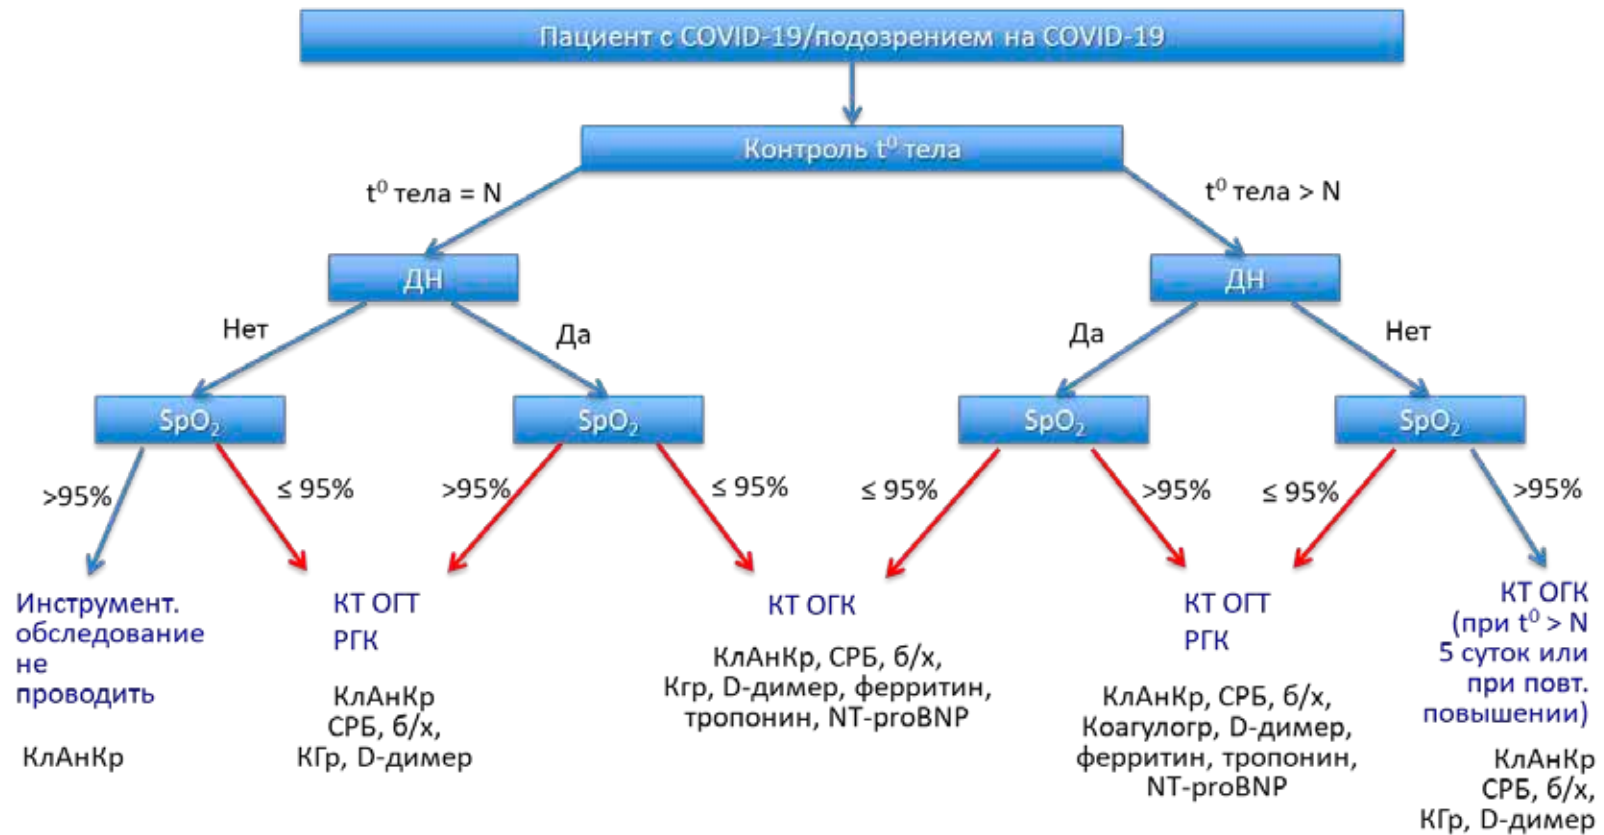 Пациент с COVID-19/подозрением на COVID-19
Контроль t⁰ тела
t⁰ тела = N
t⁰ тела > N
ДН
ДН
Нет
Да
Да
Нет
SpO₂
SpO₂
SpO₂
SpO₂
>95%
≤ 95%
>95%
≤ 95%
≤ 95%
>95%
≤ 95%
>95%
Инструмент.
обследование
не
проводить
КлАнКр
КТ ОГТ
РГК
КлАнКр
СРБ, б/х,
КГр, D-димер
КТ ОГК
КлАнКр, СРБ, б/х,
Кгр, D-димер, ферритин,
тропонин, NT-proBNP
КТ ОГТ
РГК
КлАнКр, СРБ, б/х,
Коагулогр, D-димер,
ферритин, тропонин,
NT-proBNP
КТ ОГК
(при t⁰ > N
5 суток или
при повт.
повышении)
КлАнКр
СРБ, б/х,
КГр, D-димер